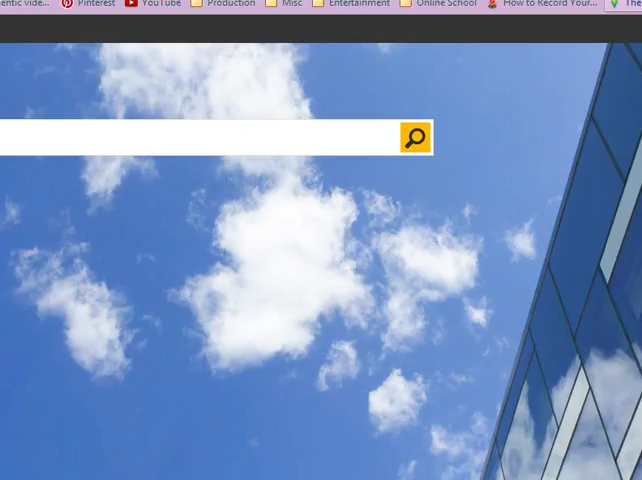 entic vide... Pinterest YouTube Production Misc Entertainment Online School How to Record Your... The